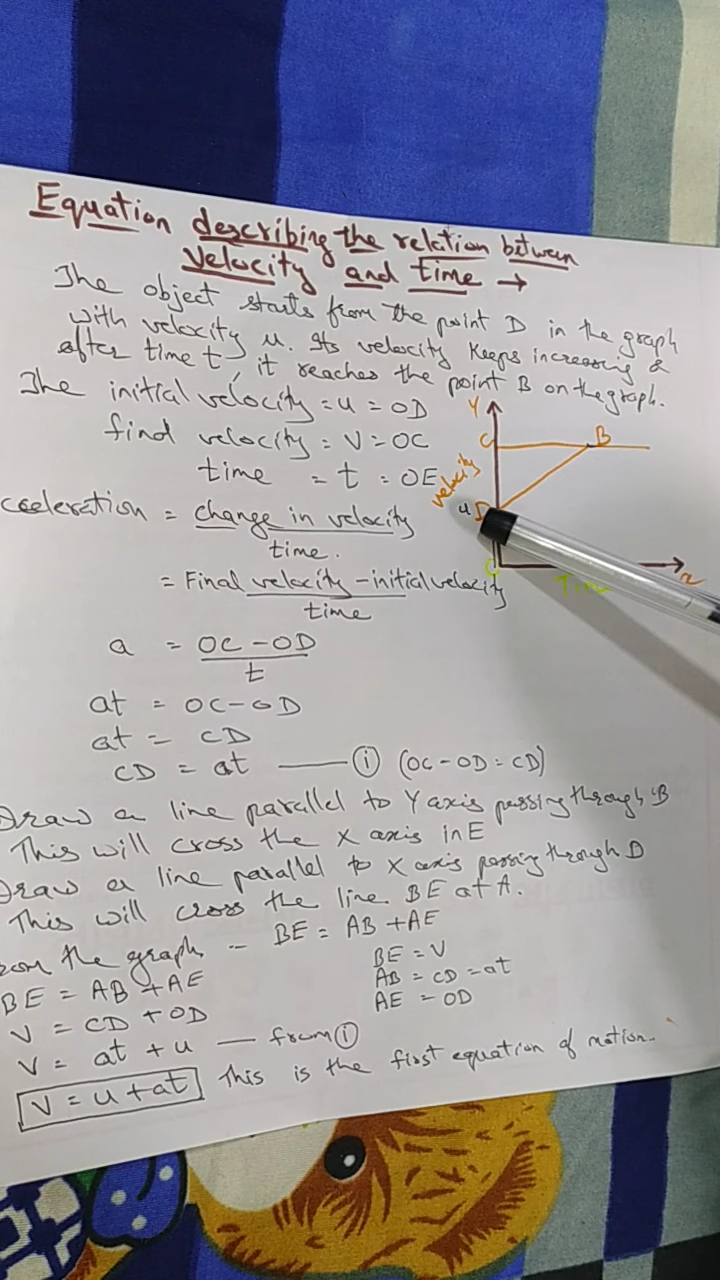 Equation describing the relation between
Velocity and time →
The object starts from the point D in the graph
with velocity u. Its velocity keeps increasing &
after time t, it reaches the point B on the graph.
The initial velocity = u = OD
find velocity = V = OC
time = t = OE
cceleration = change in velocity
time.
= Final velocity - initial velocity
time
a = OC - OD
t
at = OC - OD
at = CD
CD = at —— (i) (OC - OD = CD)
Y
C
B
velocity
u
D
O
x
Draw a line parallel to Y axis passing through B
This will cross the X axis in E
Draw a line parallel to X axis passing through D
This will cross the line BE at A.
rom the graph - BE = AB + AE
BE = AB + AE
V = CD + OD
V = at + u — from (i)
V = u + at
BE = V
AB = CD = at
AE = OD
This is the first equation of motion.